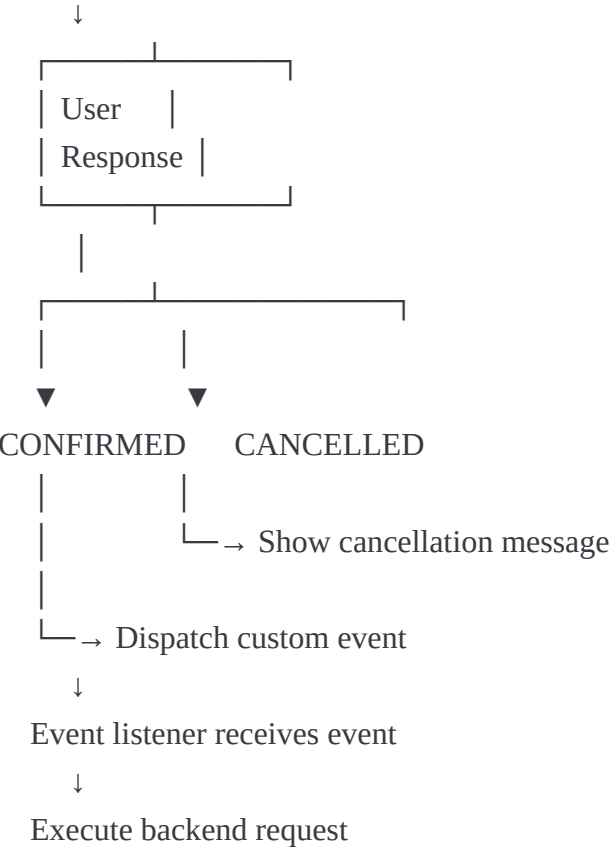 ↓
┌──────┴───────┐
│ User      │
│ Response │
└──────┬───────┘
│
┌──────┴───────────────┐
│                  │
▼                  ▼
CONFIRMED      CANCELLED
│                  │
│                  └─→ Show cancellation message
│
└─→ Dispatch custom event
↓
Event listener receives event
↓
Execute backend request